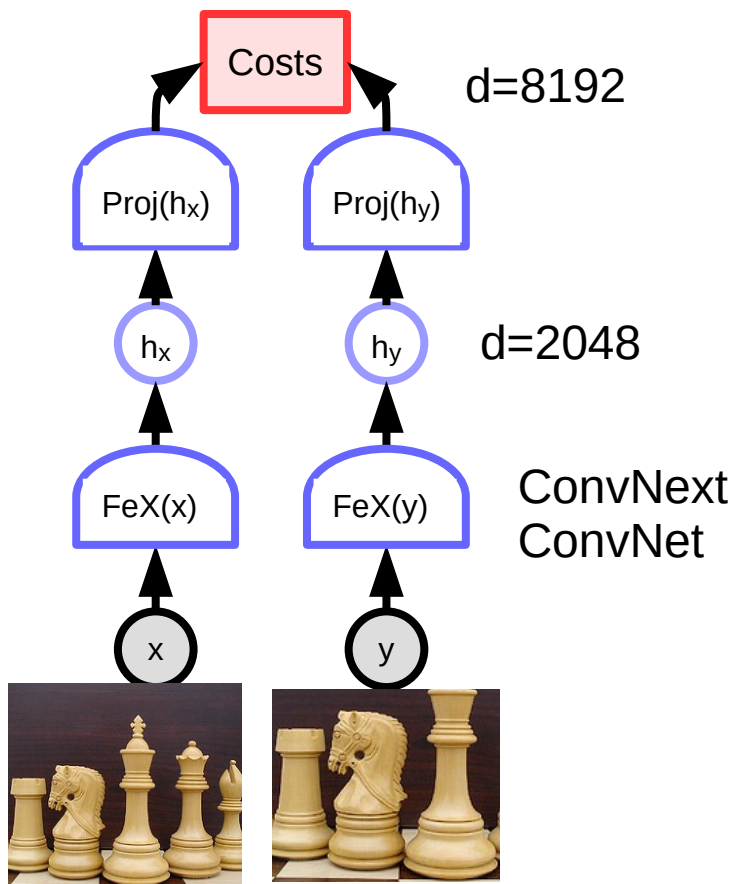 Costs
d=8192
Proj(hx) Proj(hy)
hx hy d=2048
FeX(x) FeX(y)
ConvNext
ConvNet
x y